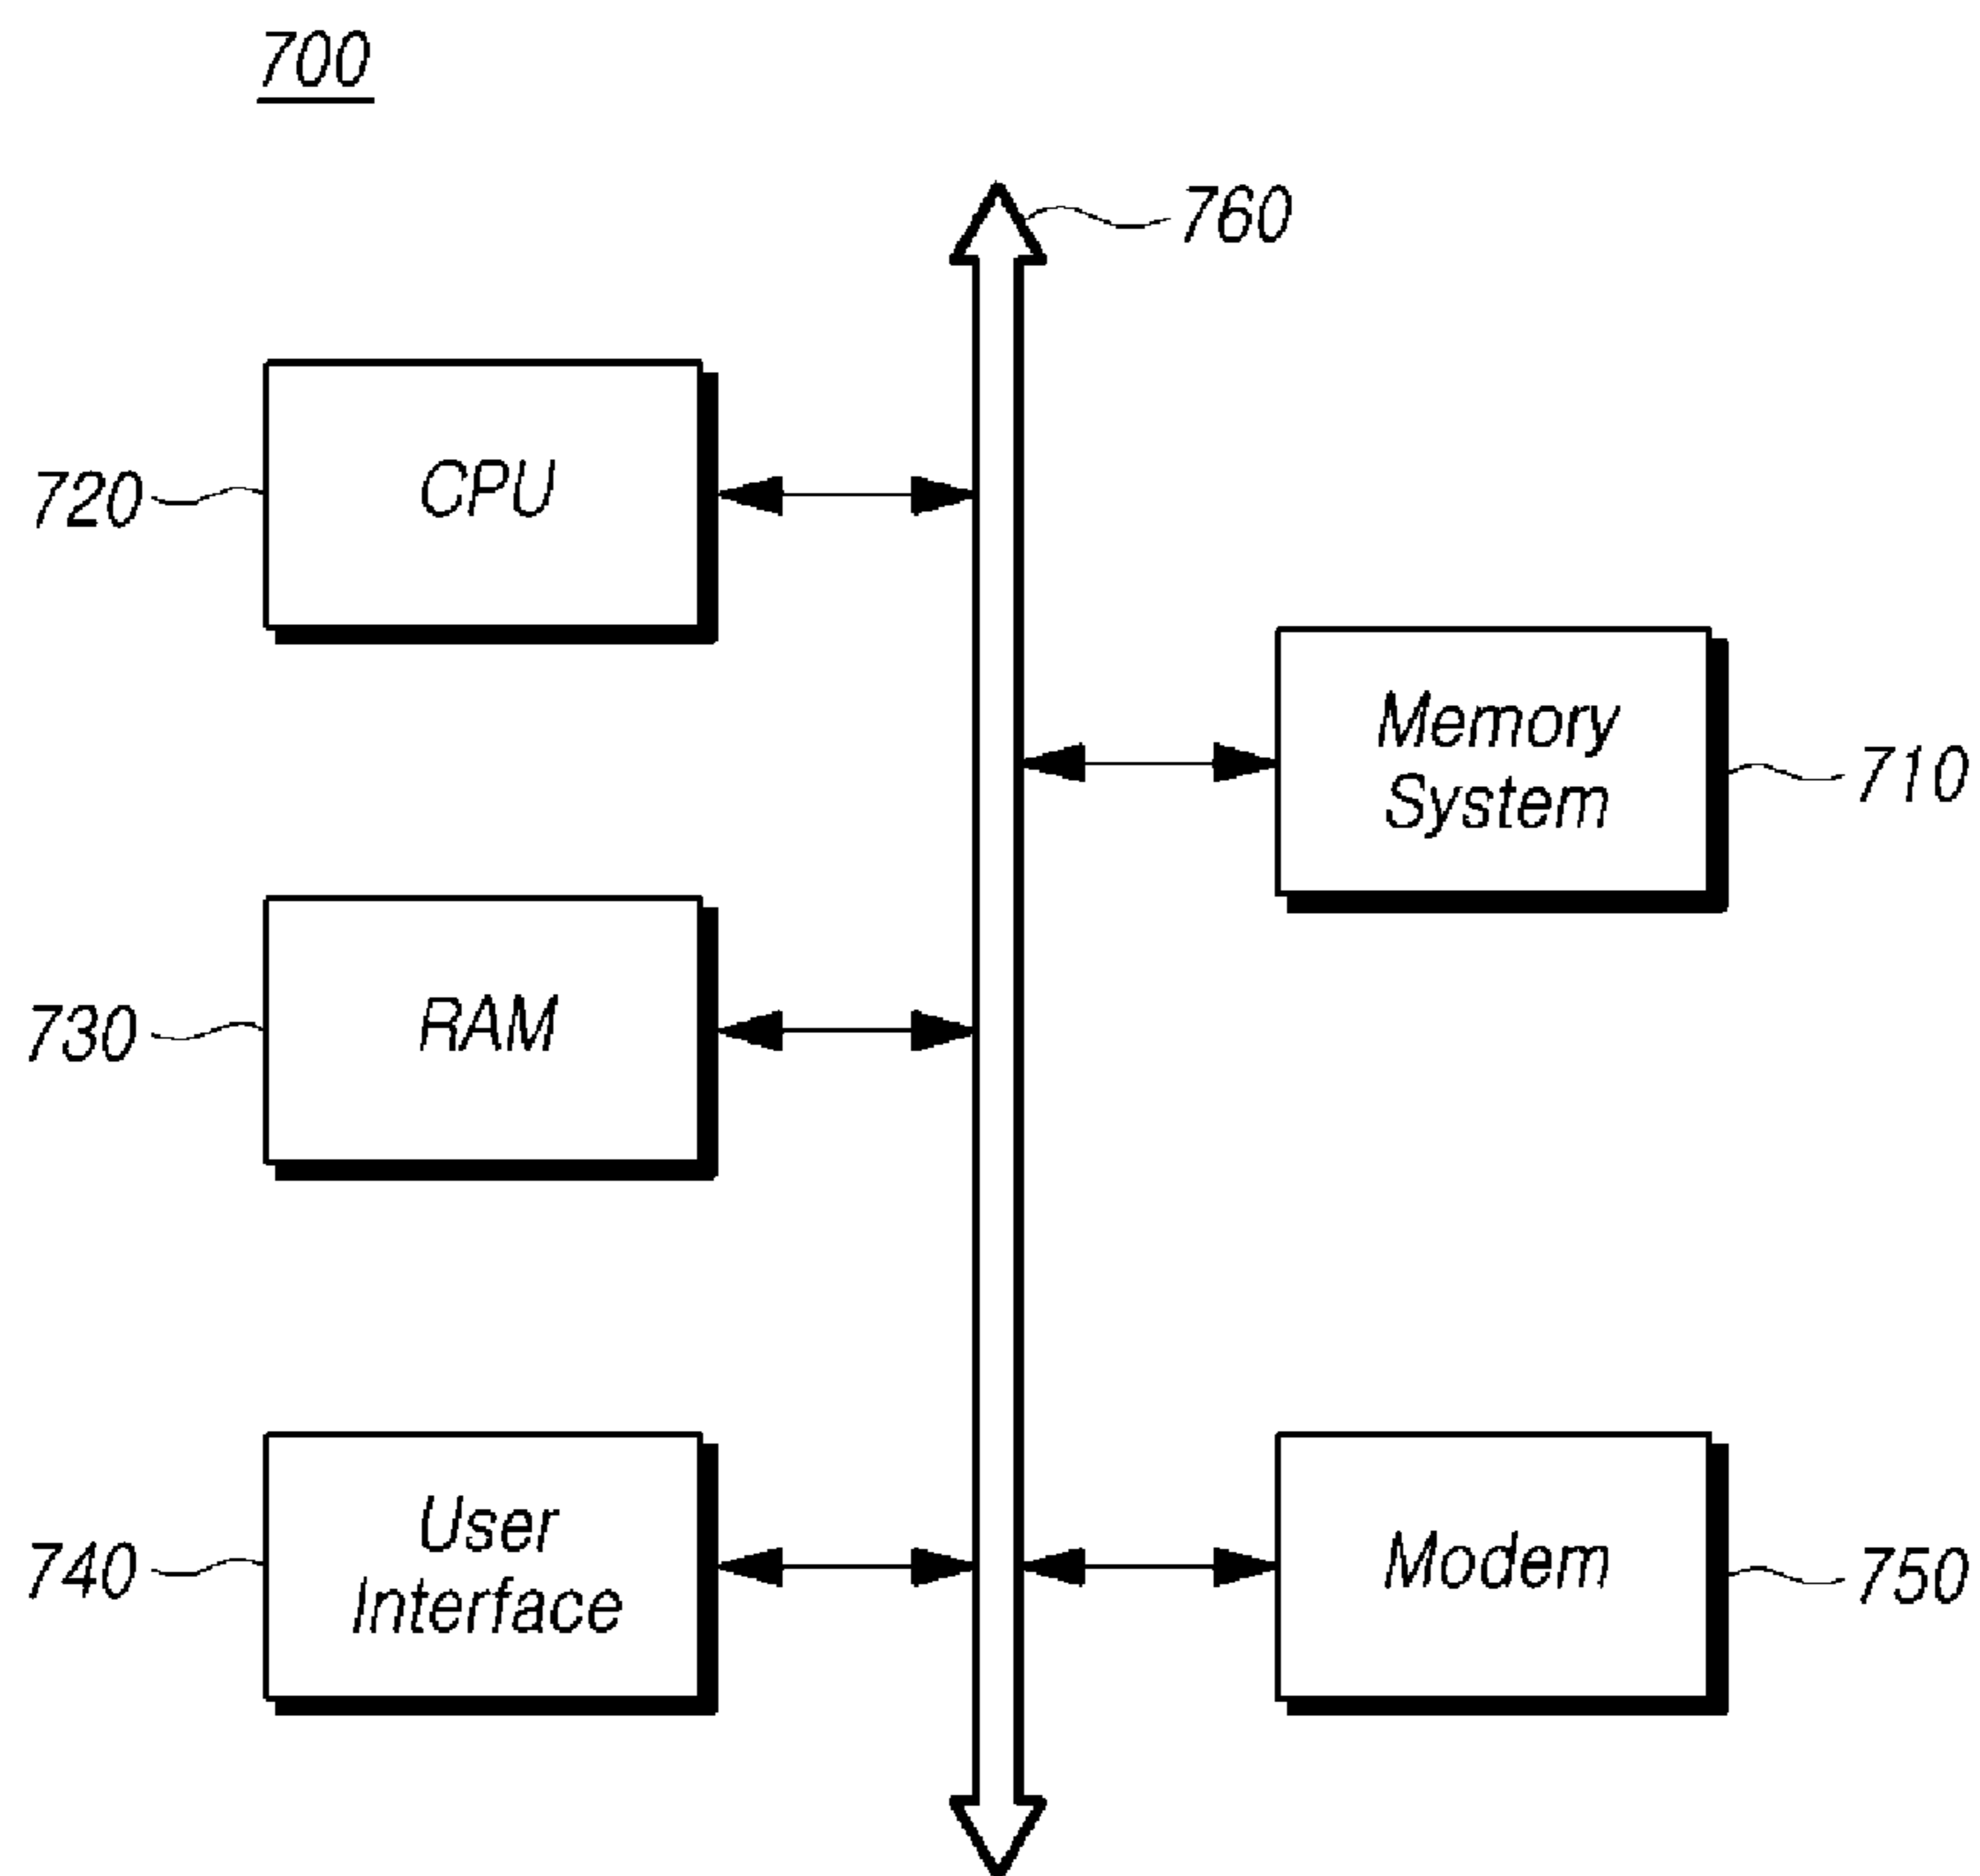 700
760
720
CPU
Memory
System
710
730
RAM
740
User
Interface
Modem
750